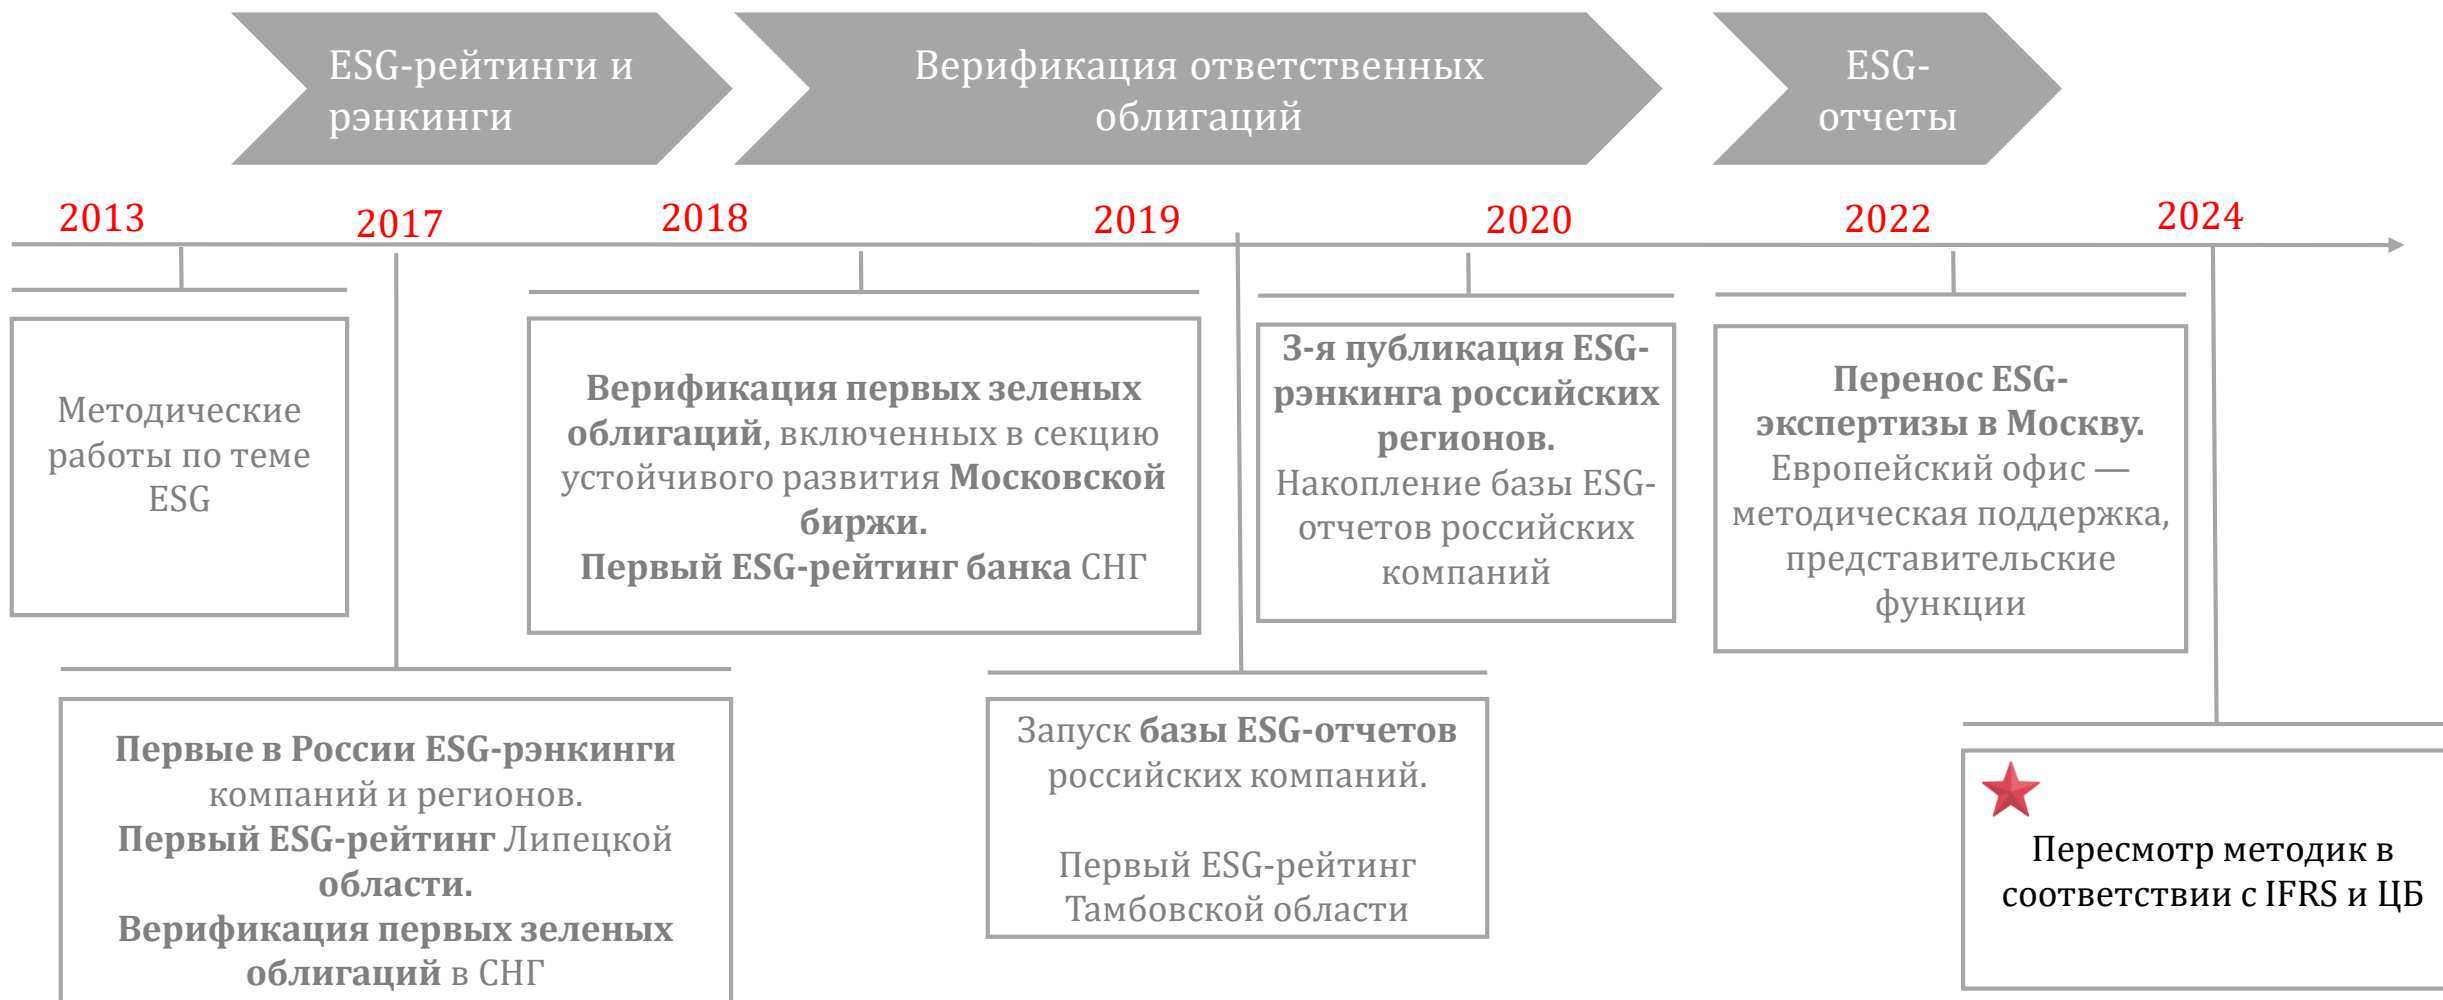 ESG-рейтинги и
рэнкинги
Верификация ответственных
облигаций
ESG-
отчеты
2013
2017
2018
2019
2020
2022
2024
Методические
работы по теме
ESG
Верификация первых зеленых
облигаций, включенных в секцию
устойчивого развития Московской
биржи.
Первый ESG-рейтинг банка СНГ
3-я публикация ESG-
рэнкинга российских
регионов.
Накопление базы ESG-
отчетов российских
компаний
Перенос ESG-
экспертизы в Москву.
Европейский офис —
методическая поддержка,
представительские
функции
Первые в России ESG-рэнкинги
компаний и регионов.
Первый ESG-рейтинг Липецкой
области.
Верификация первых зеленых
облигаций в СНГ
Запуск базы ESG-отчетов
российских компаний.
Первый ESG-рейтинг
Тамбовской области
Пересмотр методик в
соответствии с IFRS и ЦБ